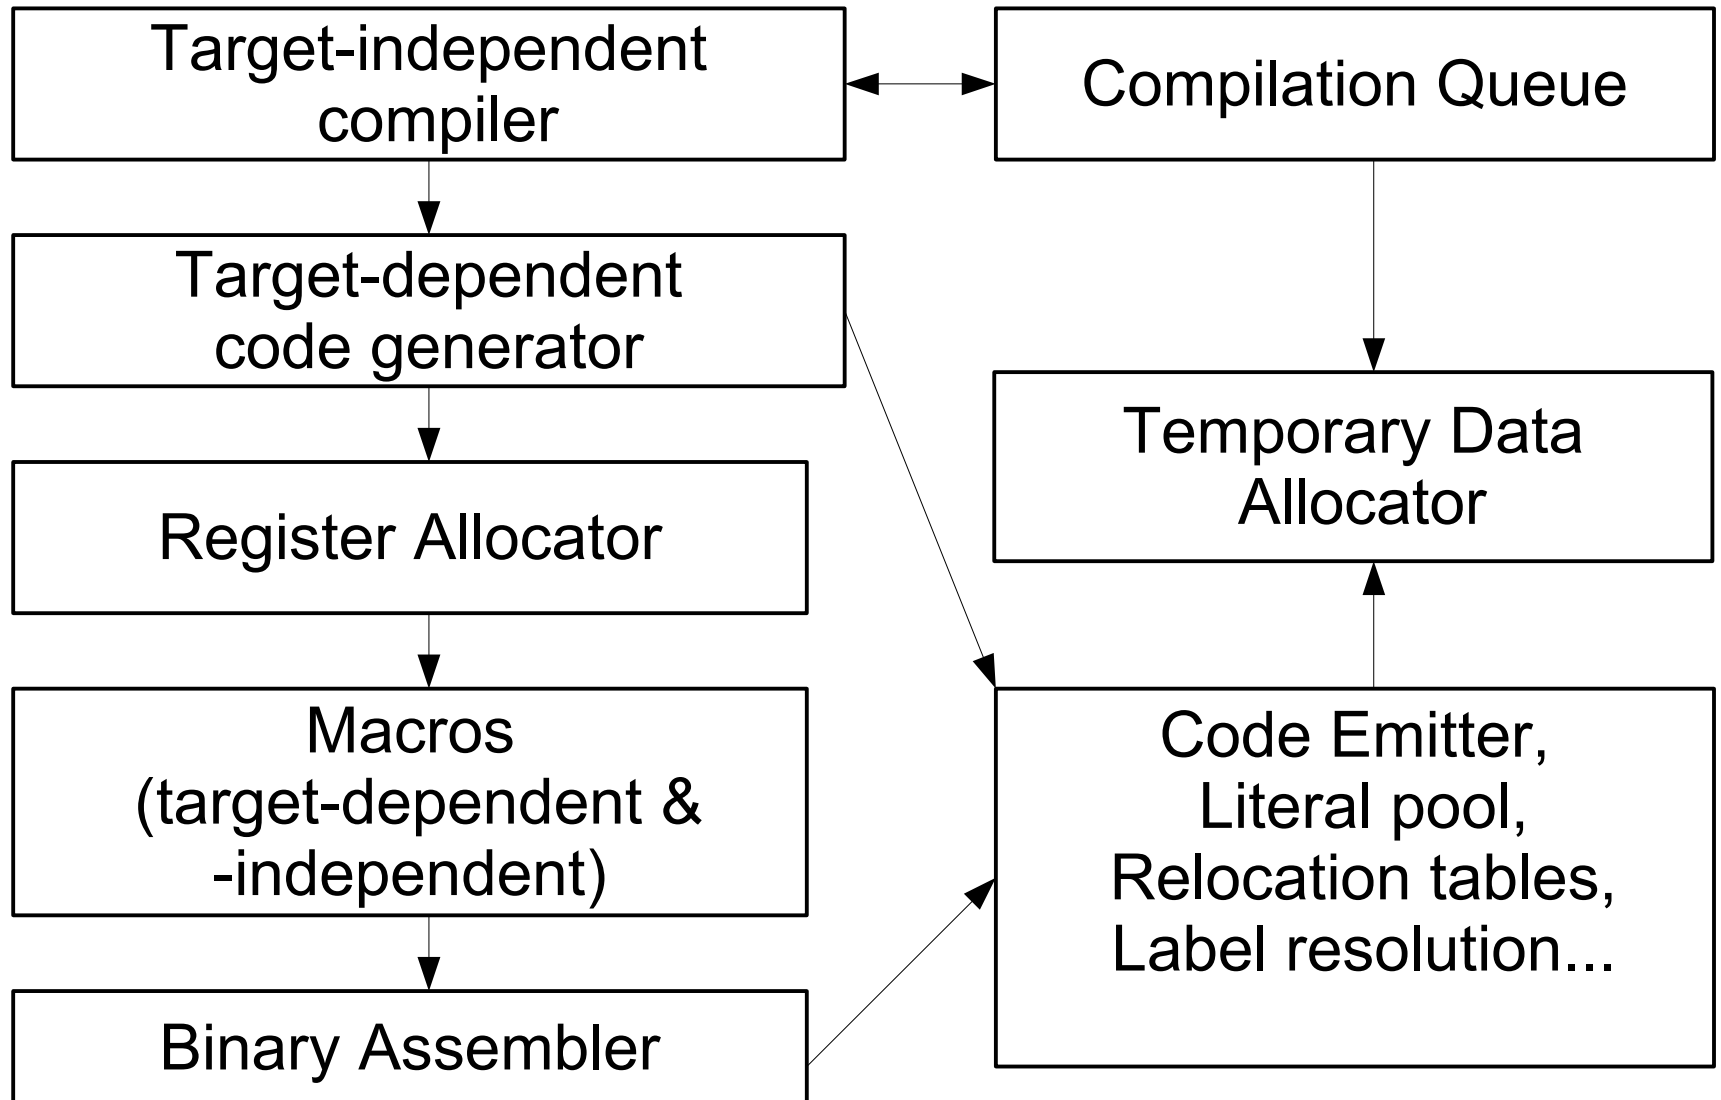 Target-independent
compiler
Compilation Queue
Target-dependent
code generator
Temporary Data
Allocator
Register Allocator
Macros
(target-dependent &
-independent)
Code Emitter,
Literal pool,
Relocation tables,
Label resolution...
Binary Assembler